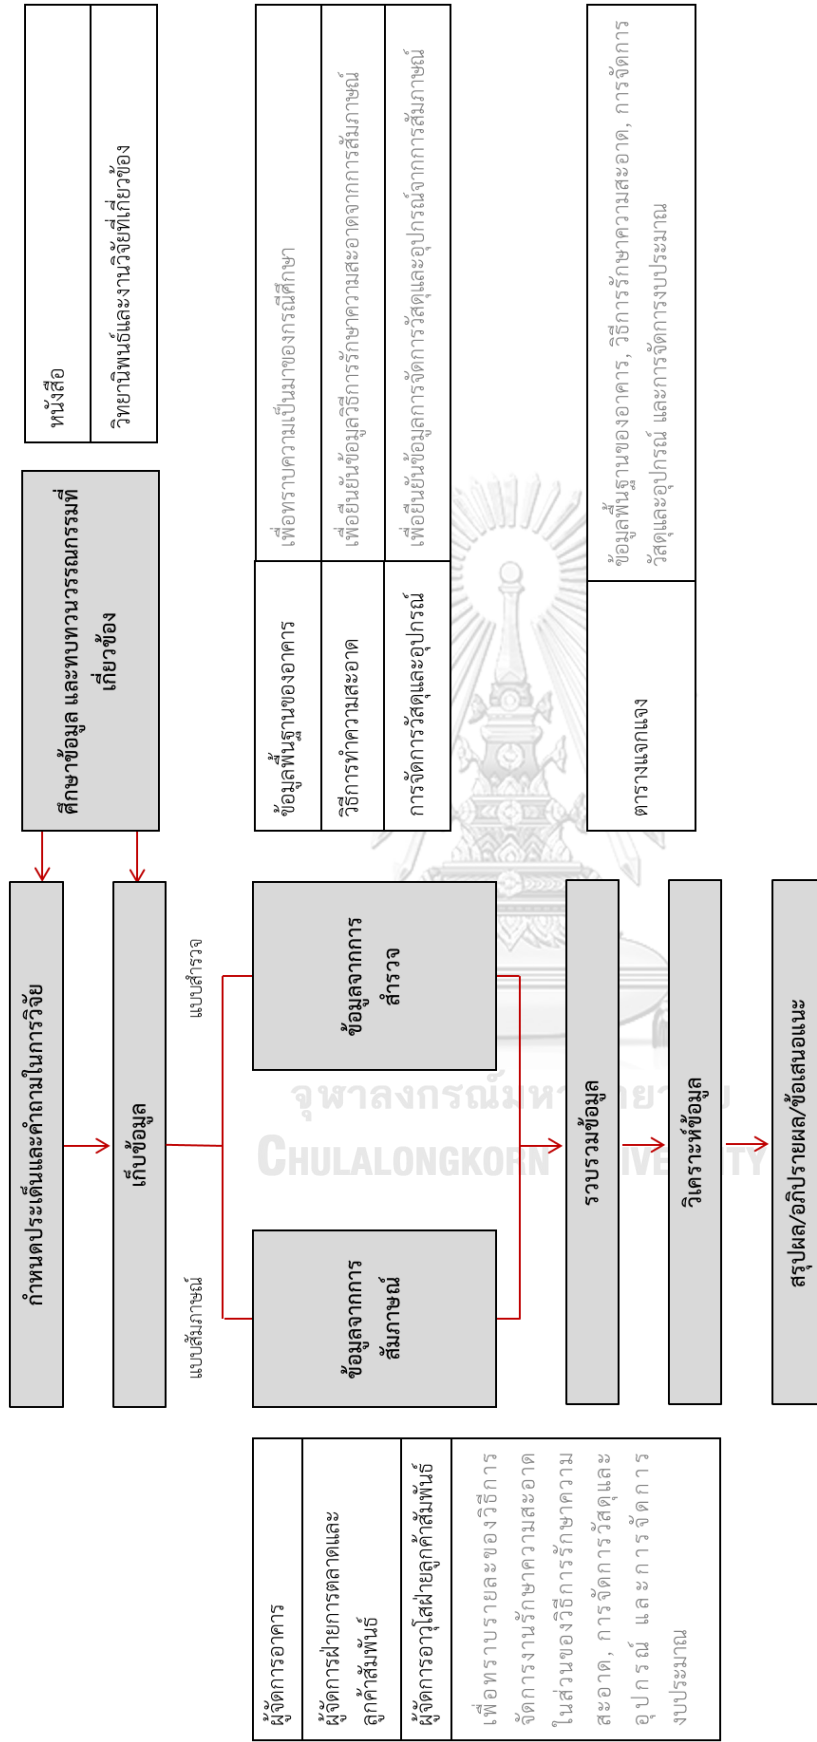 กำหนดประเด็นและคำถามในการวิจัย
ศึกษาข้อมูล และทบทวนวรรณกรรมที่
เกี่ยวข้อง
หนังสือ
วิทยานิพนธ์และงานวิจัยที่เกี่ยวข้อง
เก็บข้อมูล
แบบสัมภาษณ์
แบบสำรวจ
ผู้จัดการอาคาร
ผู้จัดการฝ่ายการตลาดและ
ลูกค้าสัมพันธ์
ผู้จัดการอาวุโสฝ่ายลูกค้าสัมพันธ์
เพื่อทราบรายละของวิธีการ
จัดการงานรักษาความสะอาด
ในส่วนของวิธีการรักษาความ
สะอาด, การจัดการวัสดุและ
อุปกรณ์ และการจัดการ
งบประมาณ
ข้อมูลจากการ
สัมภาษณ์
ข้อมูลจากการ
สำรวจ
ข้อมูลพื้นฐานของอาคาร
เพื่อทราบความเป็นมาของกรณีศึกษา
วิธีการทำความสะอาด
เพื่อยืนยันข้อมูลวิธีการรักษาความสะอาดจากการสัมภาษณ์
การจัดการวัสดุและอุปกรณ์
เพื่อยืนยันข้อมูลการจัดการวัสดุและอุปกรณ์จากการสัมภาษณ์
รวบรวมข้อมูล
ตารางแจกแจง
ข้อมูลพื้นฐานของอาคาร, วิธีการรักษาความสะอาด, การจัดการ
วัสดุและอุปกรณ์ และการจัดการงบประมาณ
วิเคราะห์ข้อมูล
สรุปผล/อภิปรายผล/ข้อเสนอแนะ
จุฬาลงกรณ์มห
CHULALONGKORN